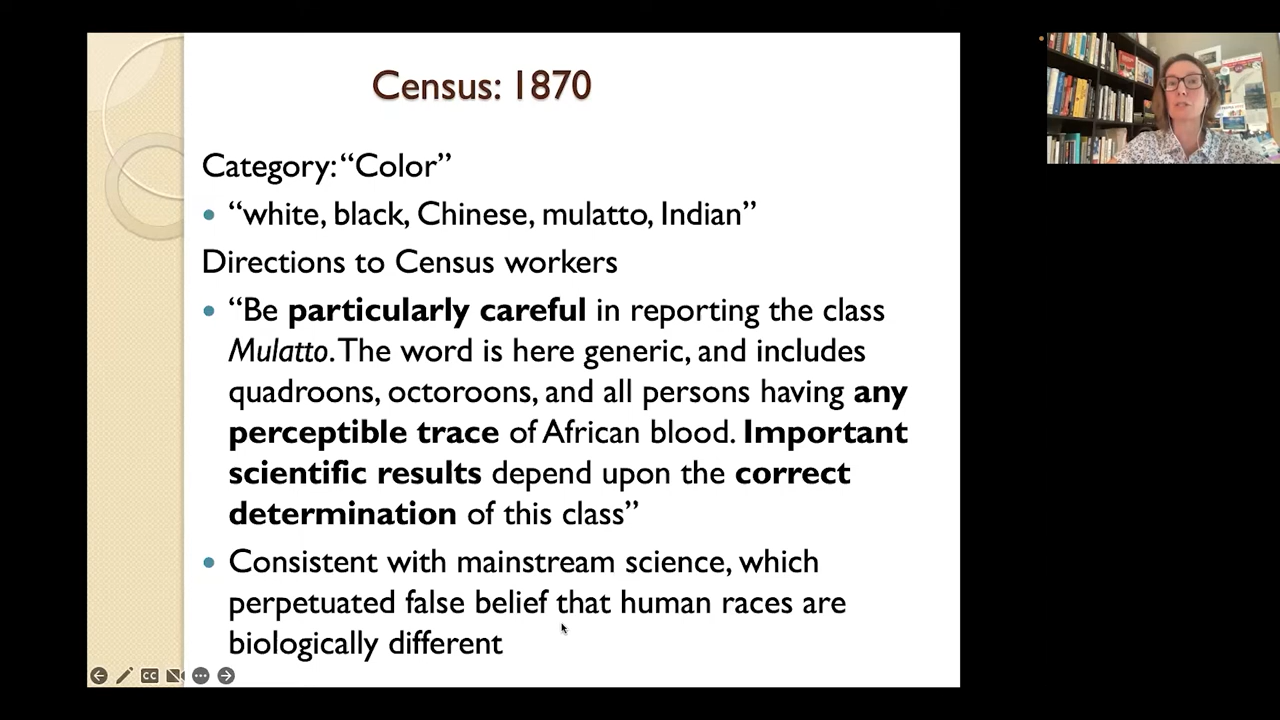 Census: 1870
Category: “Color”
“white, black, Chinese, mulatto, Indian”
Directions to Census workers
“Be particularly careful in reporting the class
Mulatto. The word is here generic, and includes
quadroons, octoroons, and all persons having any
perceptible trace of African blood. Important
scientific results depend upon the correct
determination of this class”
Consistent with mainstream science, which
perpetuated false belief that human races are
biologically different
CC